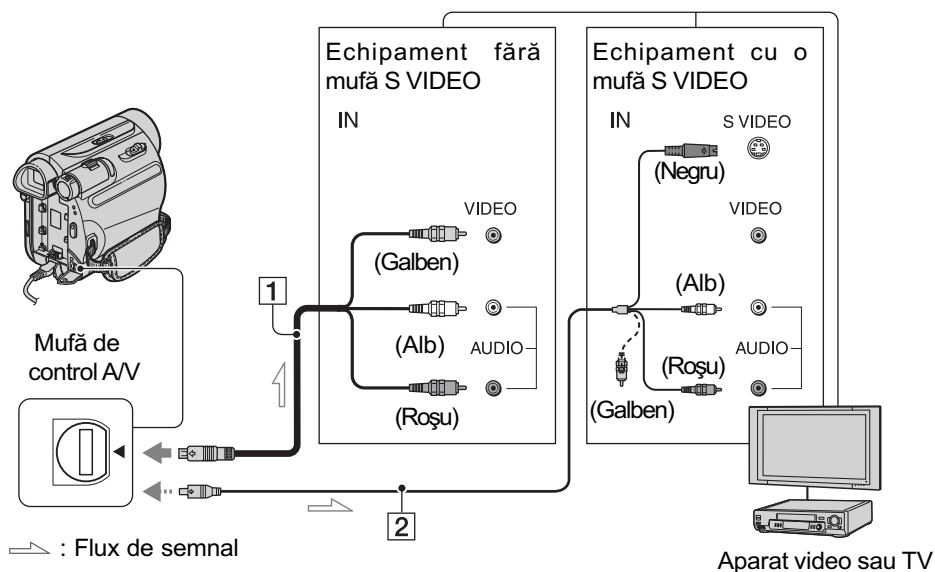 Echipament fără
mufă S VIDEO
IN
VIDEO
(Galben)
(Alb)
AUDIO
(Roşu)
1
Echipament cu o
mufă S VIDEO
IN
S VIDEO
(Negru)
VIDEO
(Alb)
AUDIO
(Roşu)
(Galben)
Mufă de
control A/V
2
: Flux de semnal
Aparat video sau TV